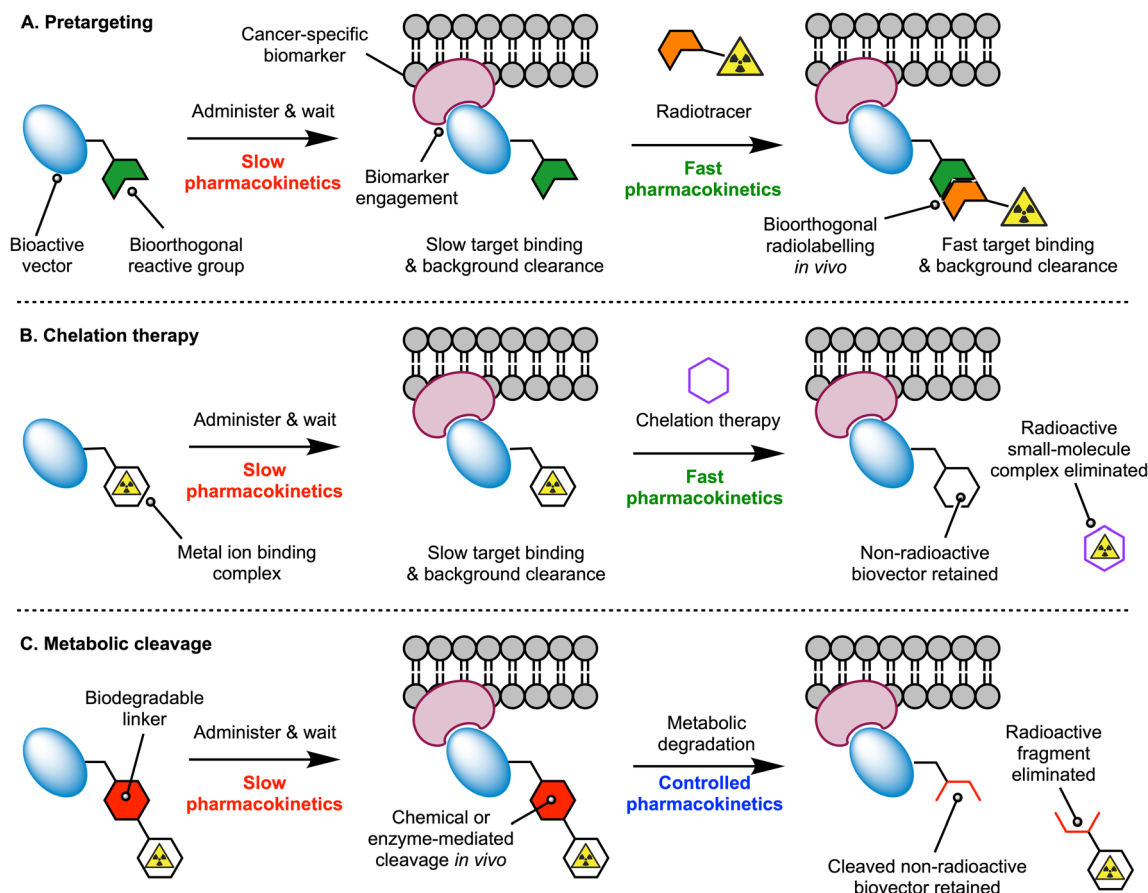 A. Pretargeting
Cancer-specific
biomarker
Administer & wait
Slow
pharmacokinetics
Radiotracer
Fast
pharmacokinetics
Bioactive
vector
Bioorthogonal
reactive group
Biomarker
engagement
Slow target binding
& background clearance
Bioorthogonal
radiolabelling
in vivo
Fast target binding
& background clearance
B. Chelation therapy
Administer & wait
Slow
pharmacokinetics
Chelation therapy
Fast
pharmacokinetics
Radioactive
small-molecule
complex eliminated
Metal ion binding
complex
Slow target binding
& background clearance
Non-radioactive
biovector retained
C. Metabolic cleavage
Biodegradable
linker
Administer & wait
Slow
pharmacokinetics
Metabolic
degradation
Controlled
pharmacokinetics
Radioactive
fragment
eliminated
Chemical or
enzyme-mediated
cleavage in vivo
Cleaved non-radioactive
biovector retained